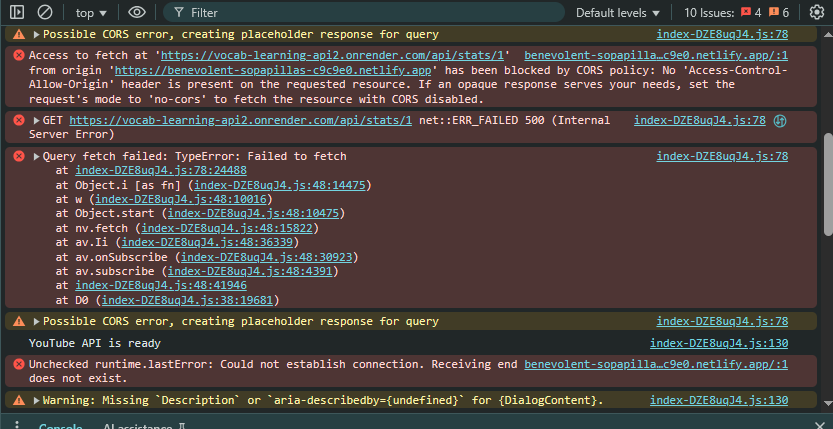 top
Filter
Default levels
10 Issues:
4
6
Possible CORS error, creating placeholder response for query index-DZE8uqJ4.js:78
Access to fetch at 'https://vocab-learning-api2.onrender.com/api/stats/1' benevolent-sopapillas…c9e0.netlify.app/:1
from origin 'https://benevolent-sopapillas-c9c9e0.netlify.app' has been blocked by CORS policy: No 'Access-Control-
Allow-Origin' header is present on the requested resource. If an opaque response serves your needs, set the
request's mode to 'no-cors' to fetch the resource with CORS disabled.
GET https://vocab-learning-api2.onrender.com/api/stats/1 net::ERR_FAILED 500 (Internal index-DZE8uqJ4.js:78
Server Error)
Query fetch failed: TypeError: Failed to fetch index-DZE8uqJ4.js:78
at index-DZE8uqJ4.js:78:24488
at Object.i [as fn] (index-DZE8uqJ4.js:48:14475)
at w (index-DZE8uqJ4.js:48:10016)
at Object.start (index-DZE8uqJ4.js:48:10475)
at nv.fetch (index-DZE8uqJ4.js:48:15822)
at av.Ii (index-DZE8uqJ4.js:48:36339)
at av.onSubscribe (index-DZE8uqJ4.js:48:30923)
at av.subscribe (index-DZE8uqJ4.js:48:4391)
at index-DZE8uqJ4.js:48:41946
at D0 (index-DZE8uqJ4.js:38:19681)
Possible CORS error, creating placeholder response for query index-DZE8uqJ4.js:78
YouTube API is ready index-DZE8uqJ4.js:130
Unchecked runtime.lastError: Could not establish connection. Receiving end benevolent-sopapilla…c9e0.netlify.app/:1
does not exist.
Warning: Missing `Description` or `aria-describedby={undefined}` for {DialogContent}. index-DZE8uqJ4.js:130
Console
AI assistance